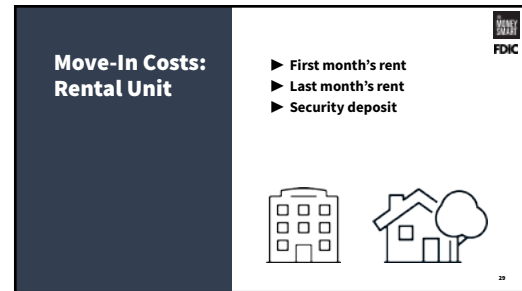 MONEY
SMART
FDIC
Move-In Costs:
Rental Unit
► First month’s rent
► Last month’s rent
► Security deposit
29